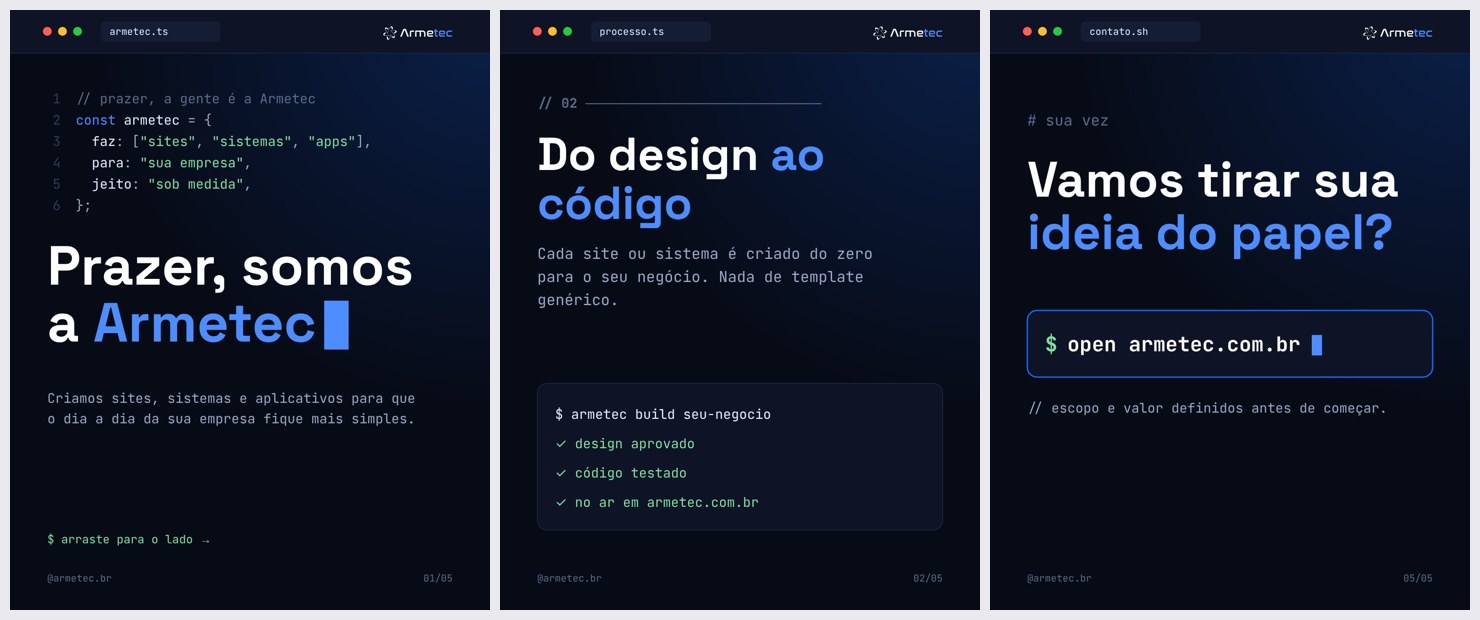 armetec.ts
Armetec
1 // prazer, a gente é a Armetec
2 const armetec = {
3 faz: ["sites", "sistemas", "apps"],
4 para: "sua empresa",
5 jeito: "sob medida",
6 };
Prazer, somos
a Armetec
Criamos sites, sistemas e aplicativos para que
o dia a dia da sua empresa fique mais simples.
$ arraste para o lado →
@armetec.br 01/05
processo.ts
Armetec
// 02
Do design ao
código
Cada site ou sistema é criado do zero
para o seu negócio. Nada de template
genérico.
$ armetec build seu-negocio
✓ design aprovado
✓ código testado
✓ no ar em armetec.com.br
@armetec.br 02/05
contato.sh
Armetec
# sua vez
Vamos tirar sua
ideia do papel?
$ open armetec.com.br
// escopo e valor definidos antes de começar.
@armetec.br 05/05